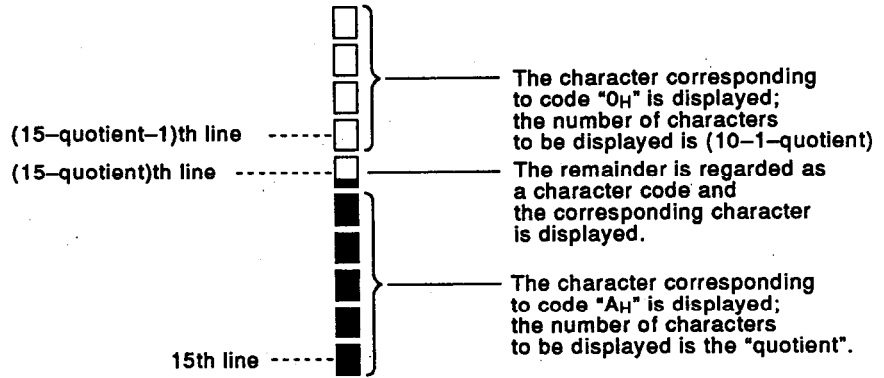 The character corresponding
to code "0H" is displayed;
the number of characters
to be displayed is (10–1–quotient)
(15–quotient–1)th line
(15–quotient)th line
The remainder is regarded as
a character code and
the corresponding character
is displayed.
The character corresponding
to code "AH" is displayed;
the number of characters
to be displayed is the "quotient".
15th line